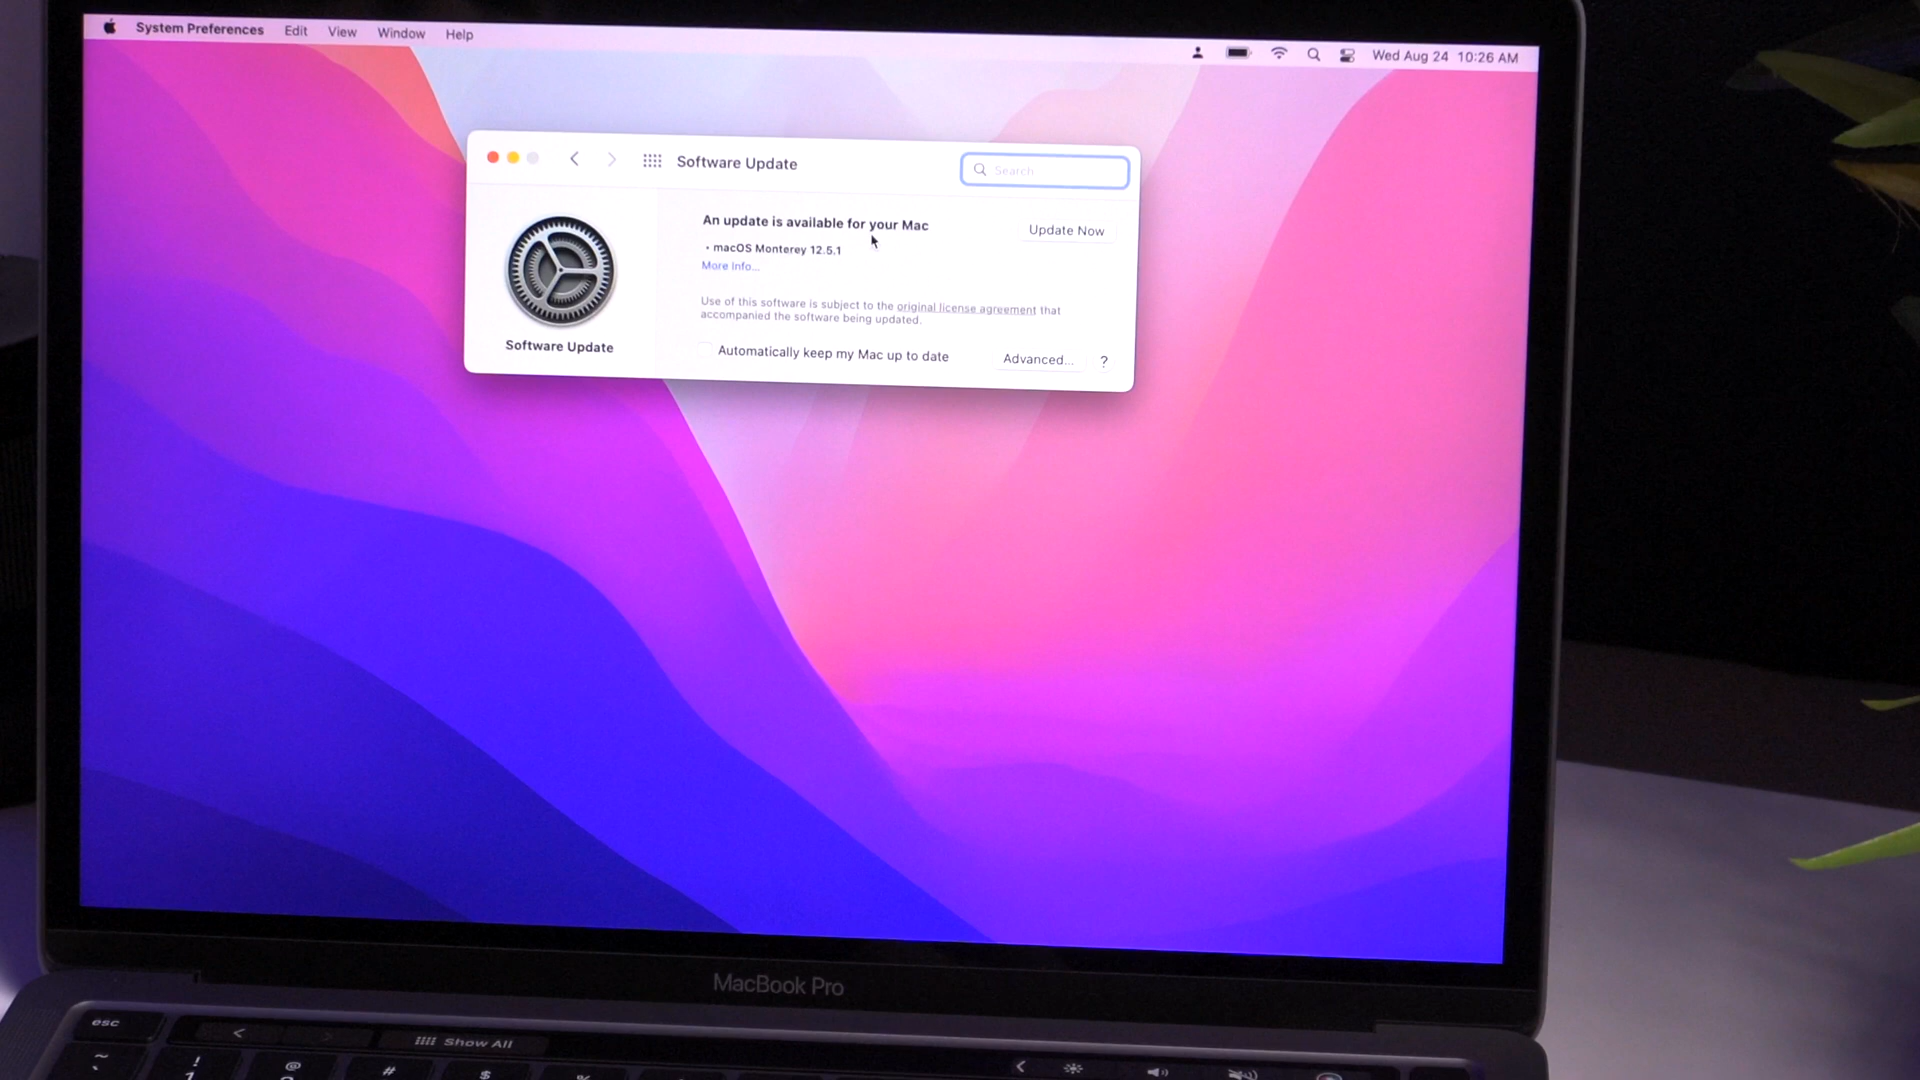 System Preferences Edit View Window Help
Wed Aug 24 10:26 AM
Software Update
Search
An update is available for your Mac
Update Now
• macOS Monterey 12.5.1
More info...
Use of this software is subject to the original license agreement that
accompanied the software being updated.
Software Update
Automatically keep my Mac up to date
Advanced...
?
MacBook Pro
esc
< Show All
~ ! @ # $
1